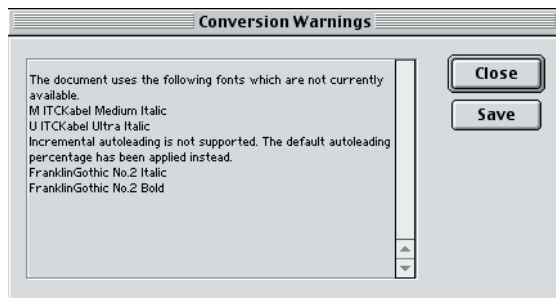 Conversion Warnings
The document uses the following fonts which are not currently
available.
M ITCKabel Medium Italic
U ITCKabel Ultra Italic
Incremental autoleading is not supported. The default autoleading
percentage has been applied instead.
FranklinGothic No.2 Italic
FranklinGothic No.2 Bold
Close
Save